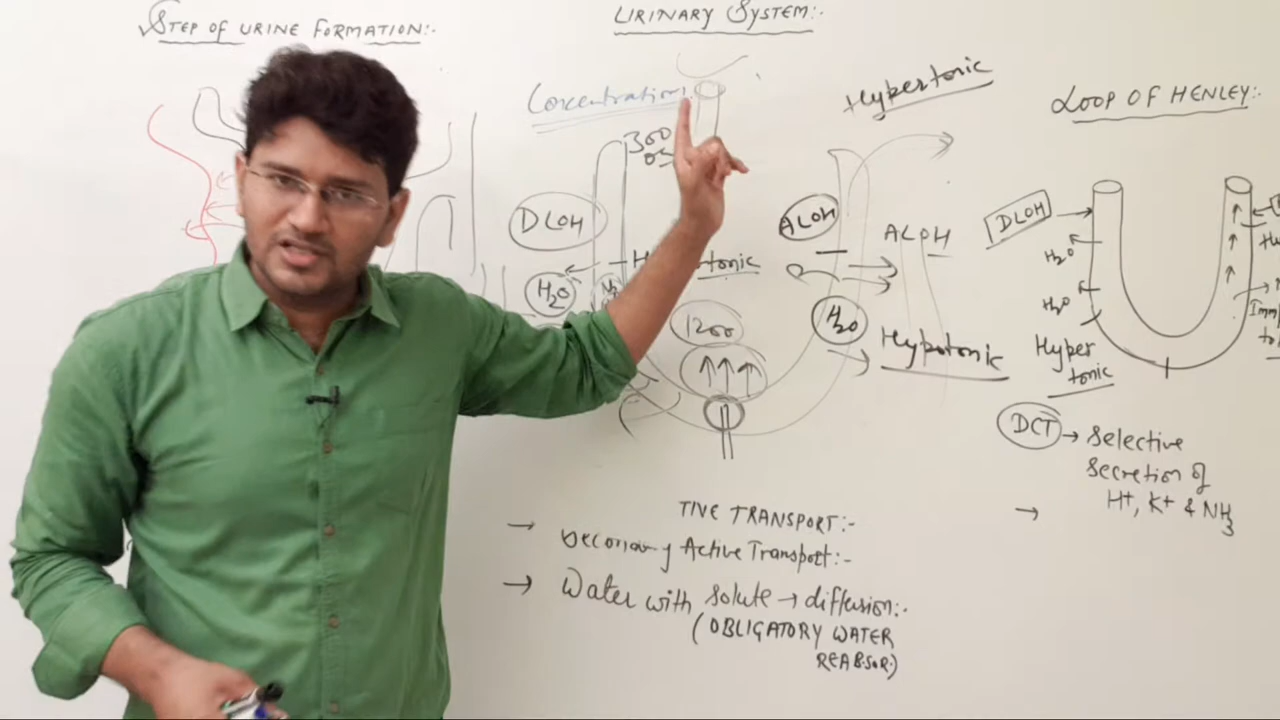 STEP OF URINE FORMATION:-
URINARY SYSTEM:-
Concentration
300
DLOH
H₂O
1200
Hypertonic
ALOH
ALOH
H₂O
Hypotonic
LOOP OF HENLEY:-
DLOH
H₂O
H₂O
Hyper
tonic
DCT → Selective
Secretion of
H+, K+ & NH3
→
→ TIVE TRANSPORT:-
Secondary Active Transport:-
→ Water with solute → diffusion:-
(OBLIGATORY WATER
REABSOR.)